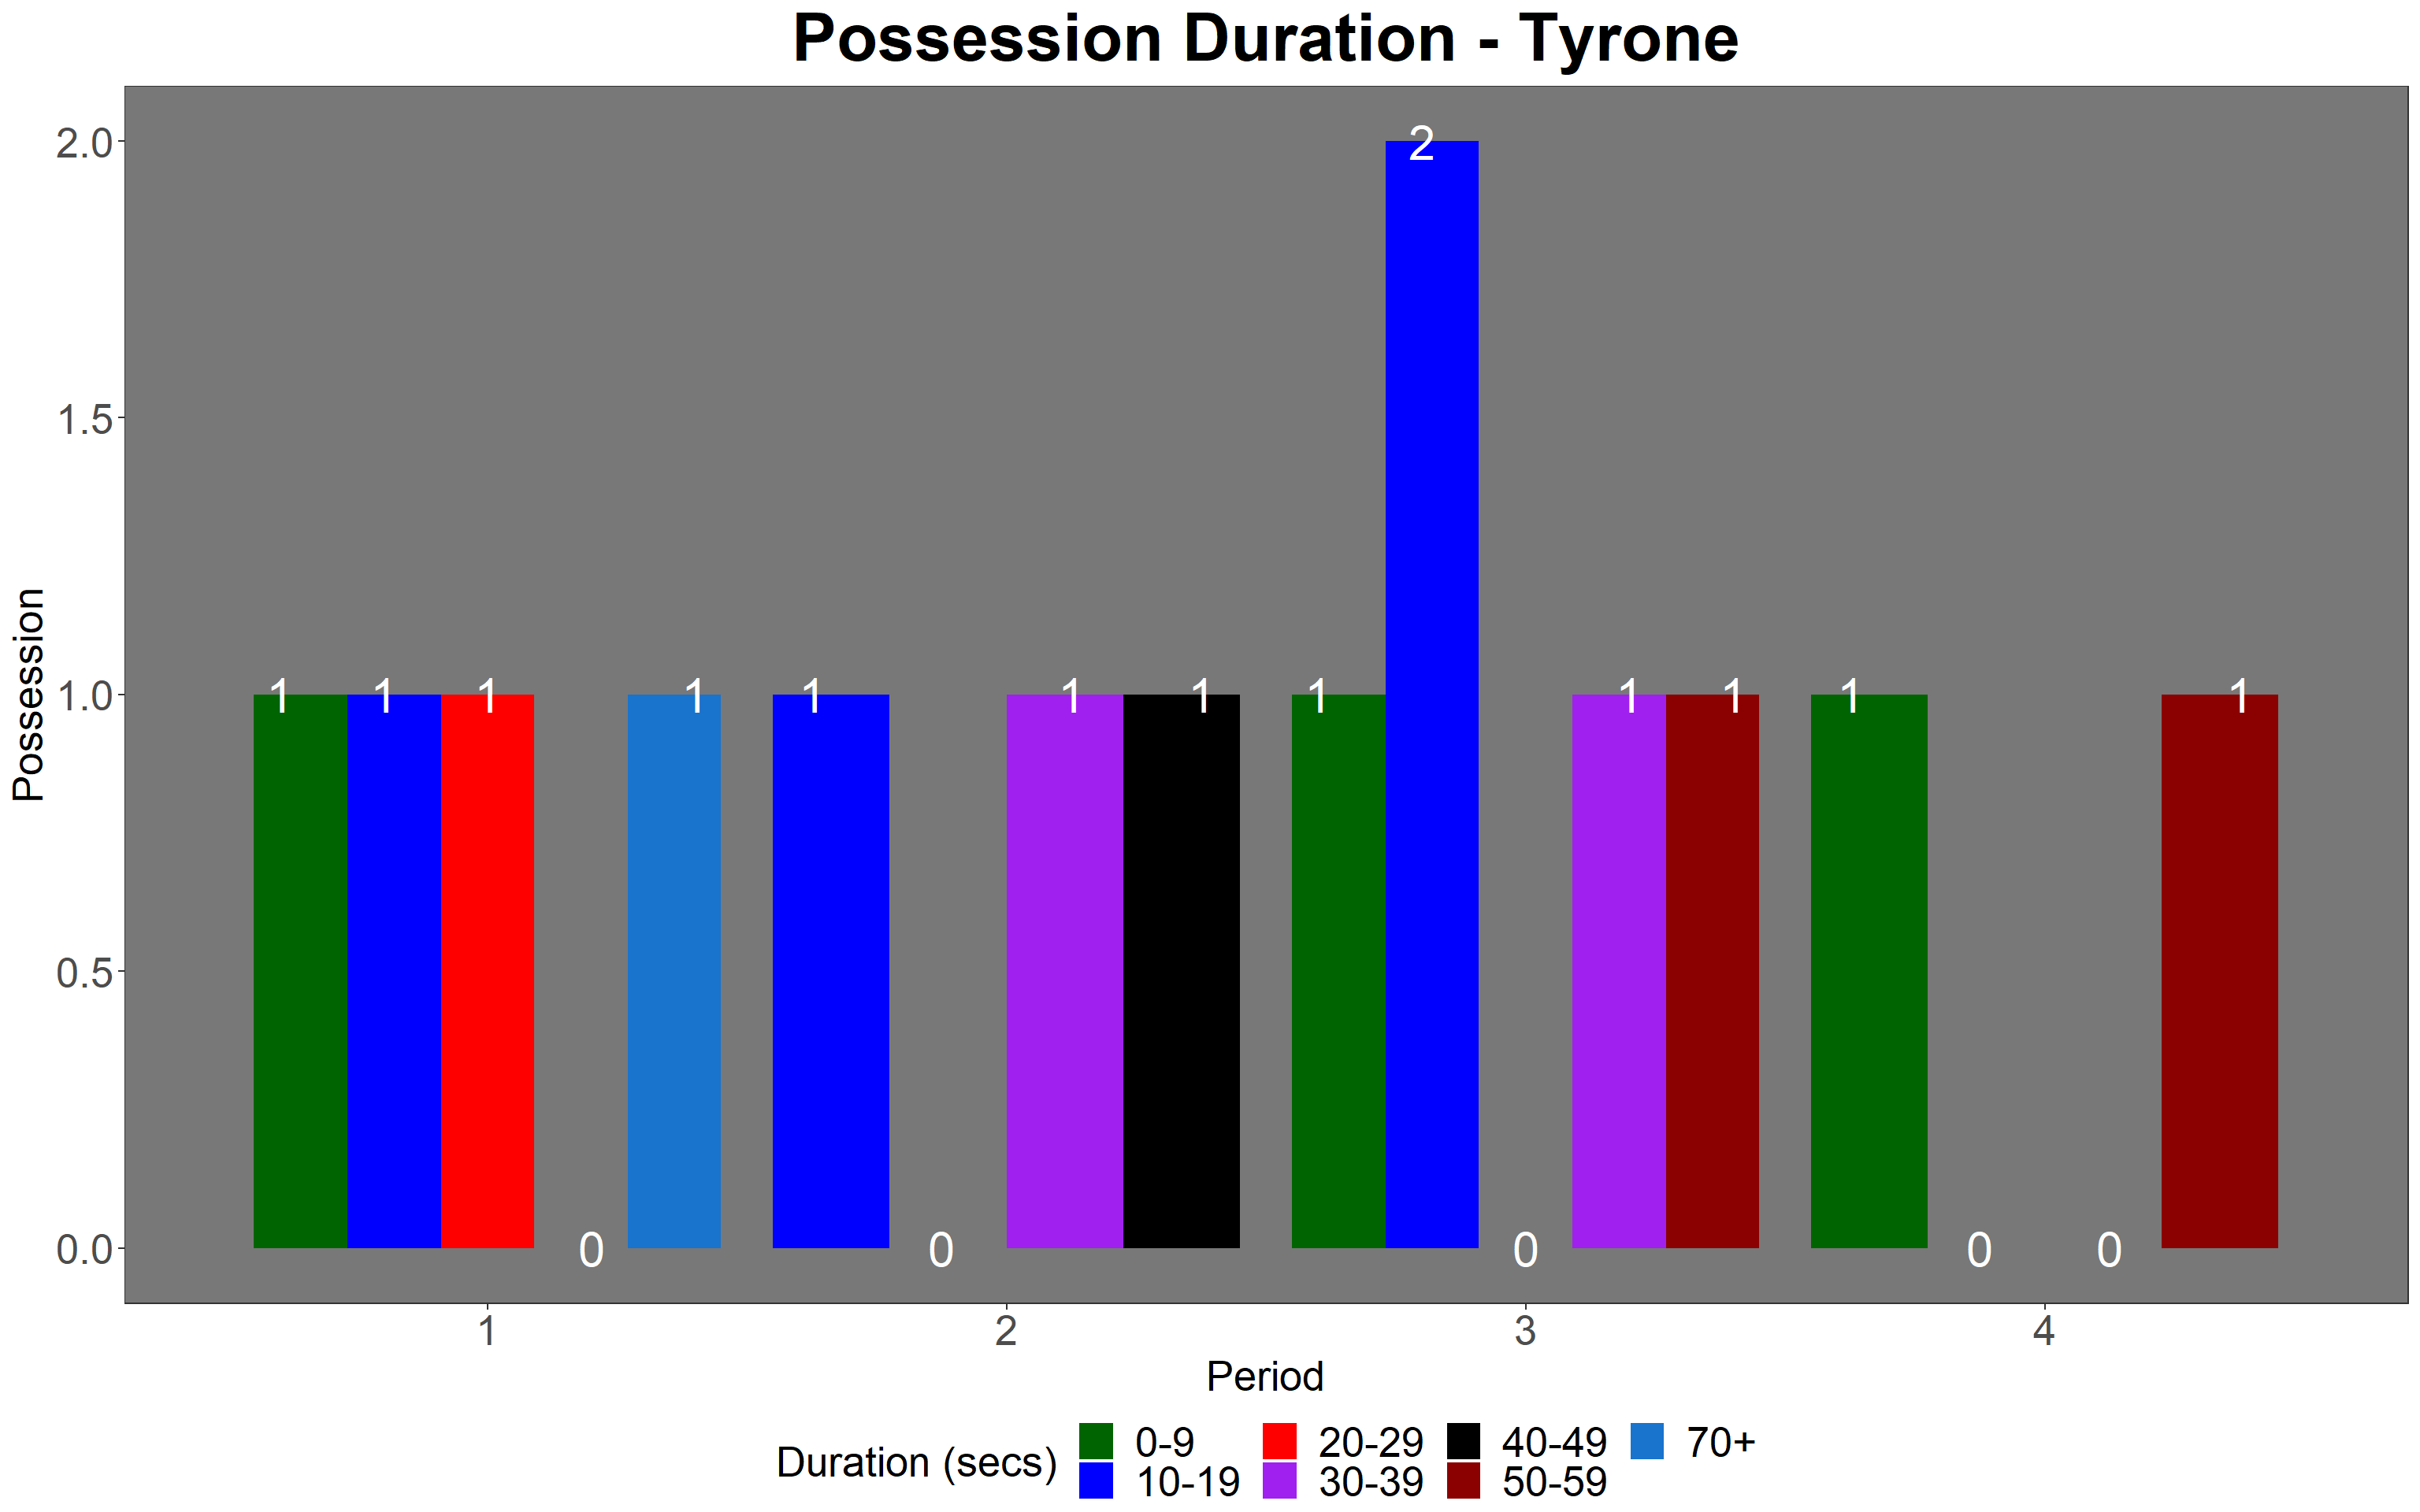 Possession Duration - Tyrone
2.0
2
1.5
1.0
1 1 1 1 1 1 1 1 1 1 1 1
Possession
0.5
0.0
0 0 0 0 0
1 2 3 4
Period
Duration (secs)
0-9 20-29 40-49 70+
10-19 30-39 50-59